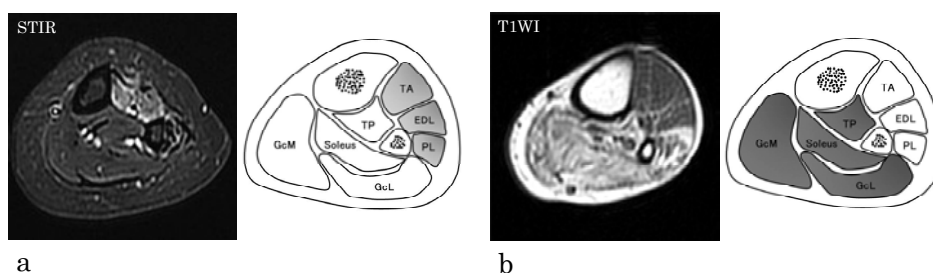 STIR
TA
EDL
TP
GcM
Soleus
PL
GcL
a
T1WI
TA
EDL
TP
GcM
Soleus
PL
GcL
b